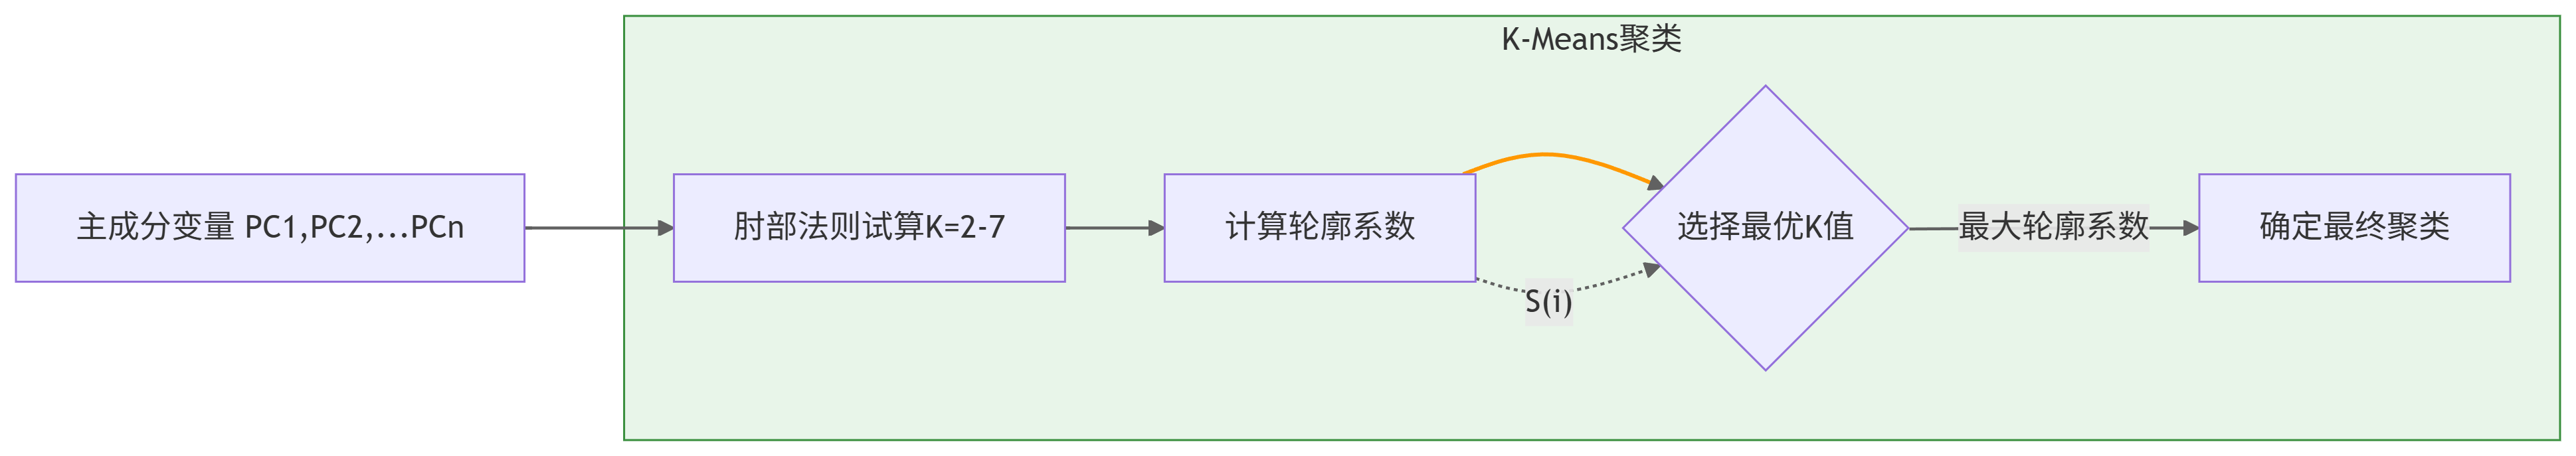 K-Means聚类
主成分变量 PC1,PC2,...PCn
肘部法则试算K=2-7
计算轮廓系数
S(i)
选择最优K值
最大轮廓系数
确定最终聚类